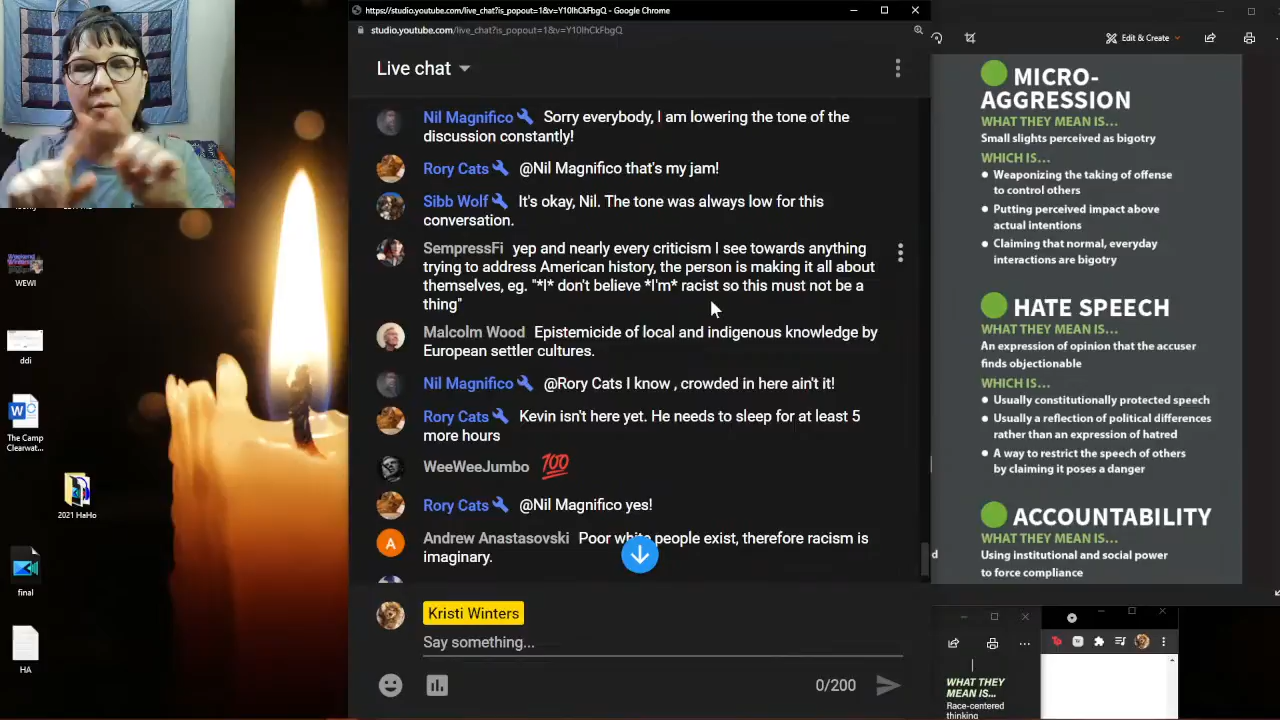 https://studio.youtube.com/live_chat?is_popout=1&v=Y10lhCkFbgQ - Google Chrome
studio.youtube.com/live_chat?is_popout=1&v=Y10lhCkFbgQ
Live chat
Nil Magnifico Sorry everybody, I am lowering the tone of the
discussion constantly!
Rory Cats @Nil Magnifico that's my jam!
Sibb Wolf It's okay, Nil. The tone was always low for this
conversation.
SempressFi yep and nearly every criticism I see towards anything
trying to address American history, the person is making it all about
themselves, eg. "*I* don't believe *I'm* racist so this must not be a
thing"
Malcolm Wood Epistemicide of local and indigenous knowledge by
European settler cultures.
Nil Magnifico @Rory Cats I know , crowded in here ain't it!
Rory Cats Kevin isn't here yet. He needs to sleep for at least 5
more hours
WeeWeeJumbo 100
Rory Cats @Nil Magnifico yes!
A Andrew Anastasovski Poor white people exist, therefore racism is
imaginary.
Kristi Winters
Say something...
0/200
WEWI
ddi
The Camp
Clearwat...
2021 HaHo
final
HA
Edit & Create
MICRO-
AGGRESSION
WHAT THEY MEAN IS...
Small slights perceived as bigotry
WHICH IS...
● Weaponizing the taking of offense
to control others
● Putting perceived impact above
actual intentions
● Claiming that normal, everyday
interactions are bigotry
HATE SPEECH
WHAT THEY MEAN IS...
An expression of opinion that the accuser
finds objectionable
WHICH IS...
● Usually constitutionally protected speech
● Usually a reflection of political differences
rather than an expression of hatred
● A way to restrict the speech of others
by claiming it poses a danger
ACCOUNTABILITY
WHAT THEY MEAN IS...
Using institutional and social power
to force compliance
d
WHAT THEY
MEAN IS...
Race-centered
thinking